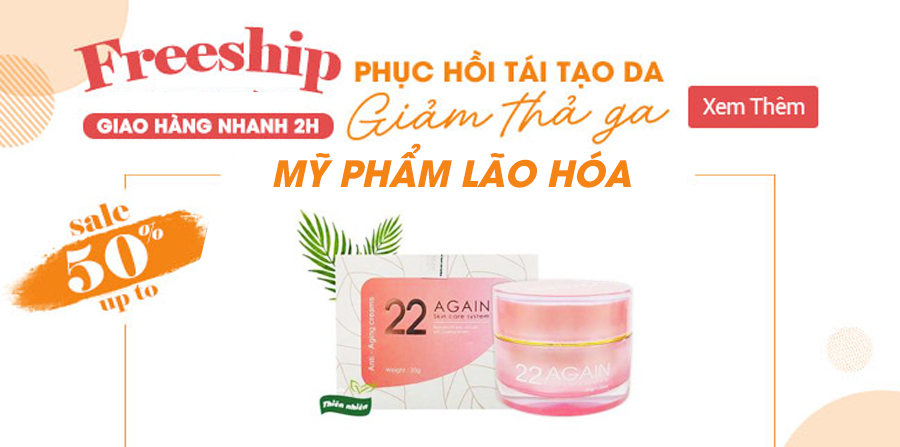 Freeship
GIAO HÀNG NHANH 2H
PHỤC HỒI TÁI TẠO DA
Giảm thả ga
Xem Thêm
MỸ PHẨM LÃO HÓA
sale
50%
up to
22 AGAIN
Skin care system
Anti - Aging creams
Weight : 30g
Thiên nhiên
22 AGAIN